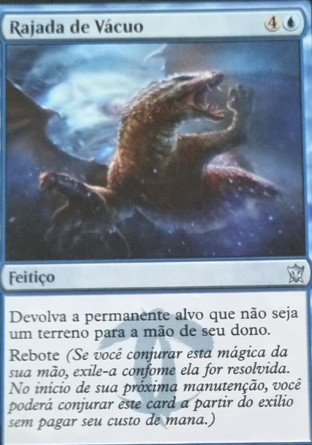 Rajada de Vácuo 4
Feitiço
Devolva a permanente alvo que não seja
um terreno para a mão de seu dono.
Rebote (Se você conjurar esta mágica da
sua mão, exile-a confome ela for resolvida.
No início de sua próxima manutenção, você
poderá conjurar este card a partir do exílio
sem pagar seu custo de mana.)